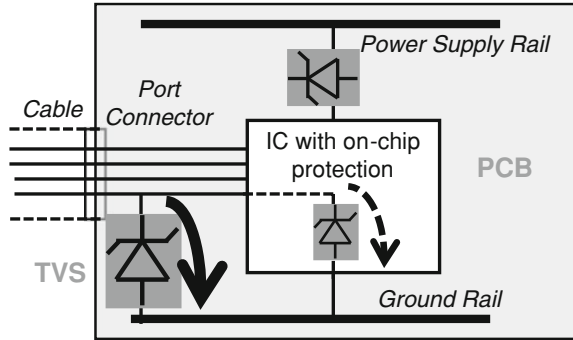 Power Supply Rail
Cable
Port
Connector
IC with on-chip
protection
PCB
TVS
Ground Rail